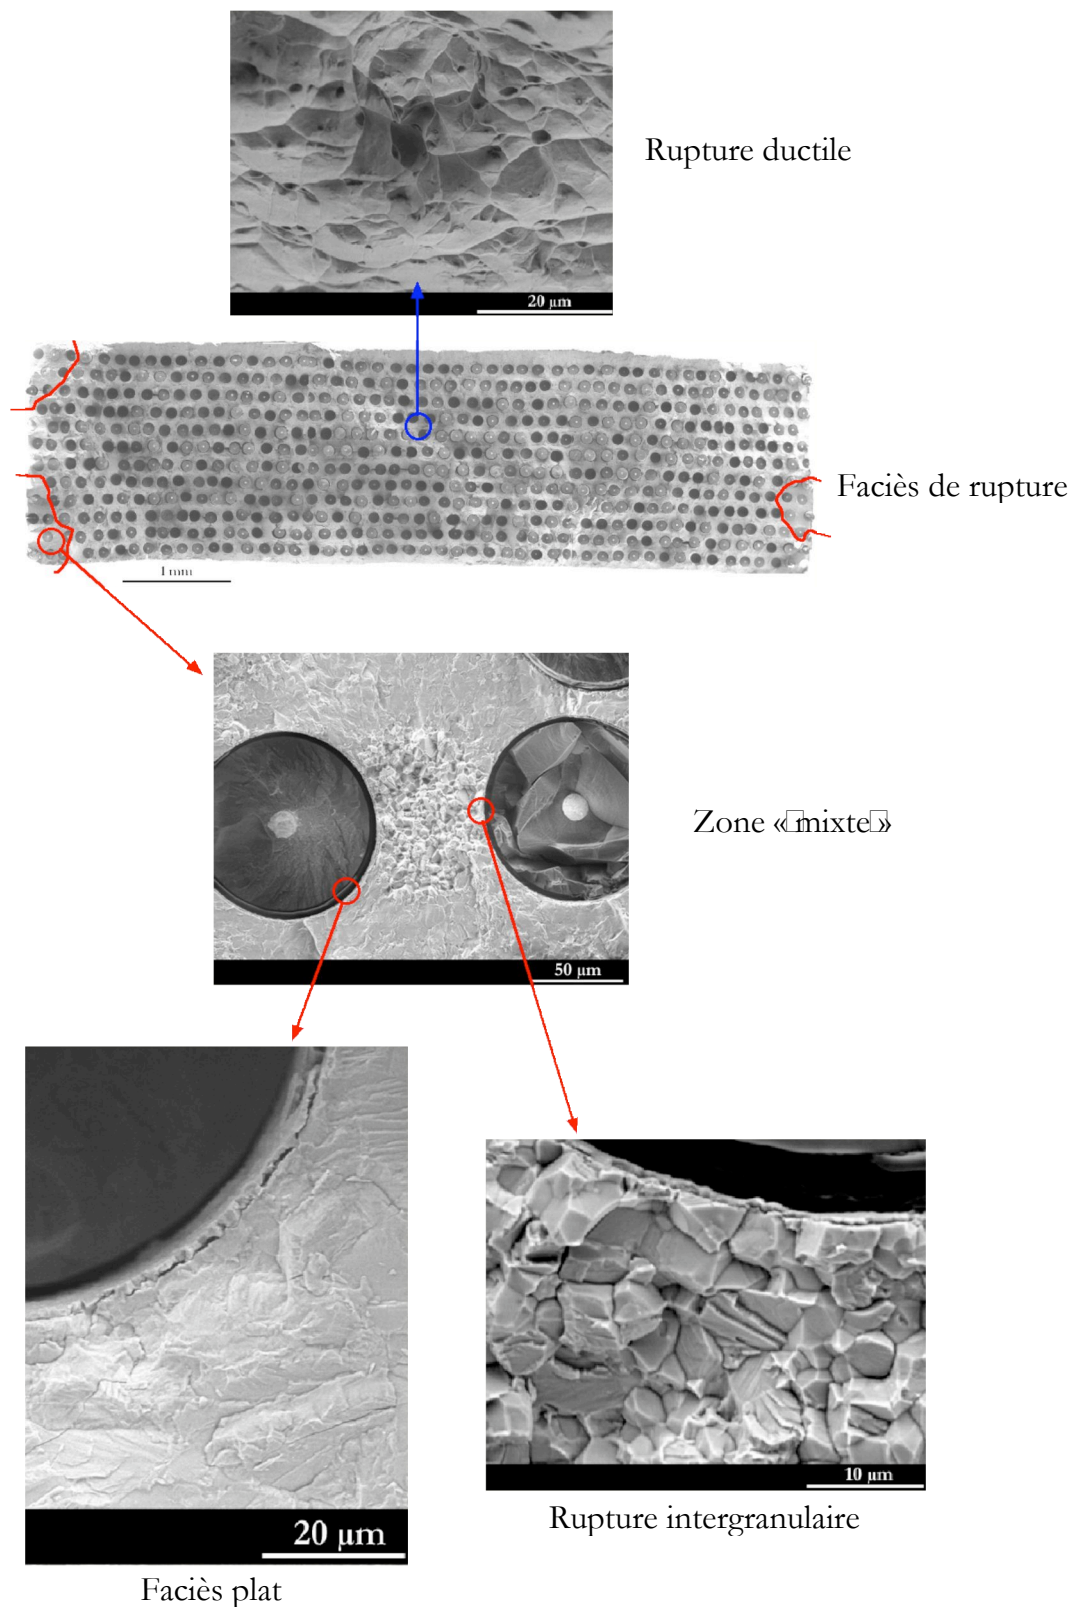 Rupture ductile
20 µm
Faciès de rupture
1 mm
Zone « mixte »
50 µm
10 µm
Rupture intergranulaire
20 µm
Faciès plat